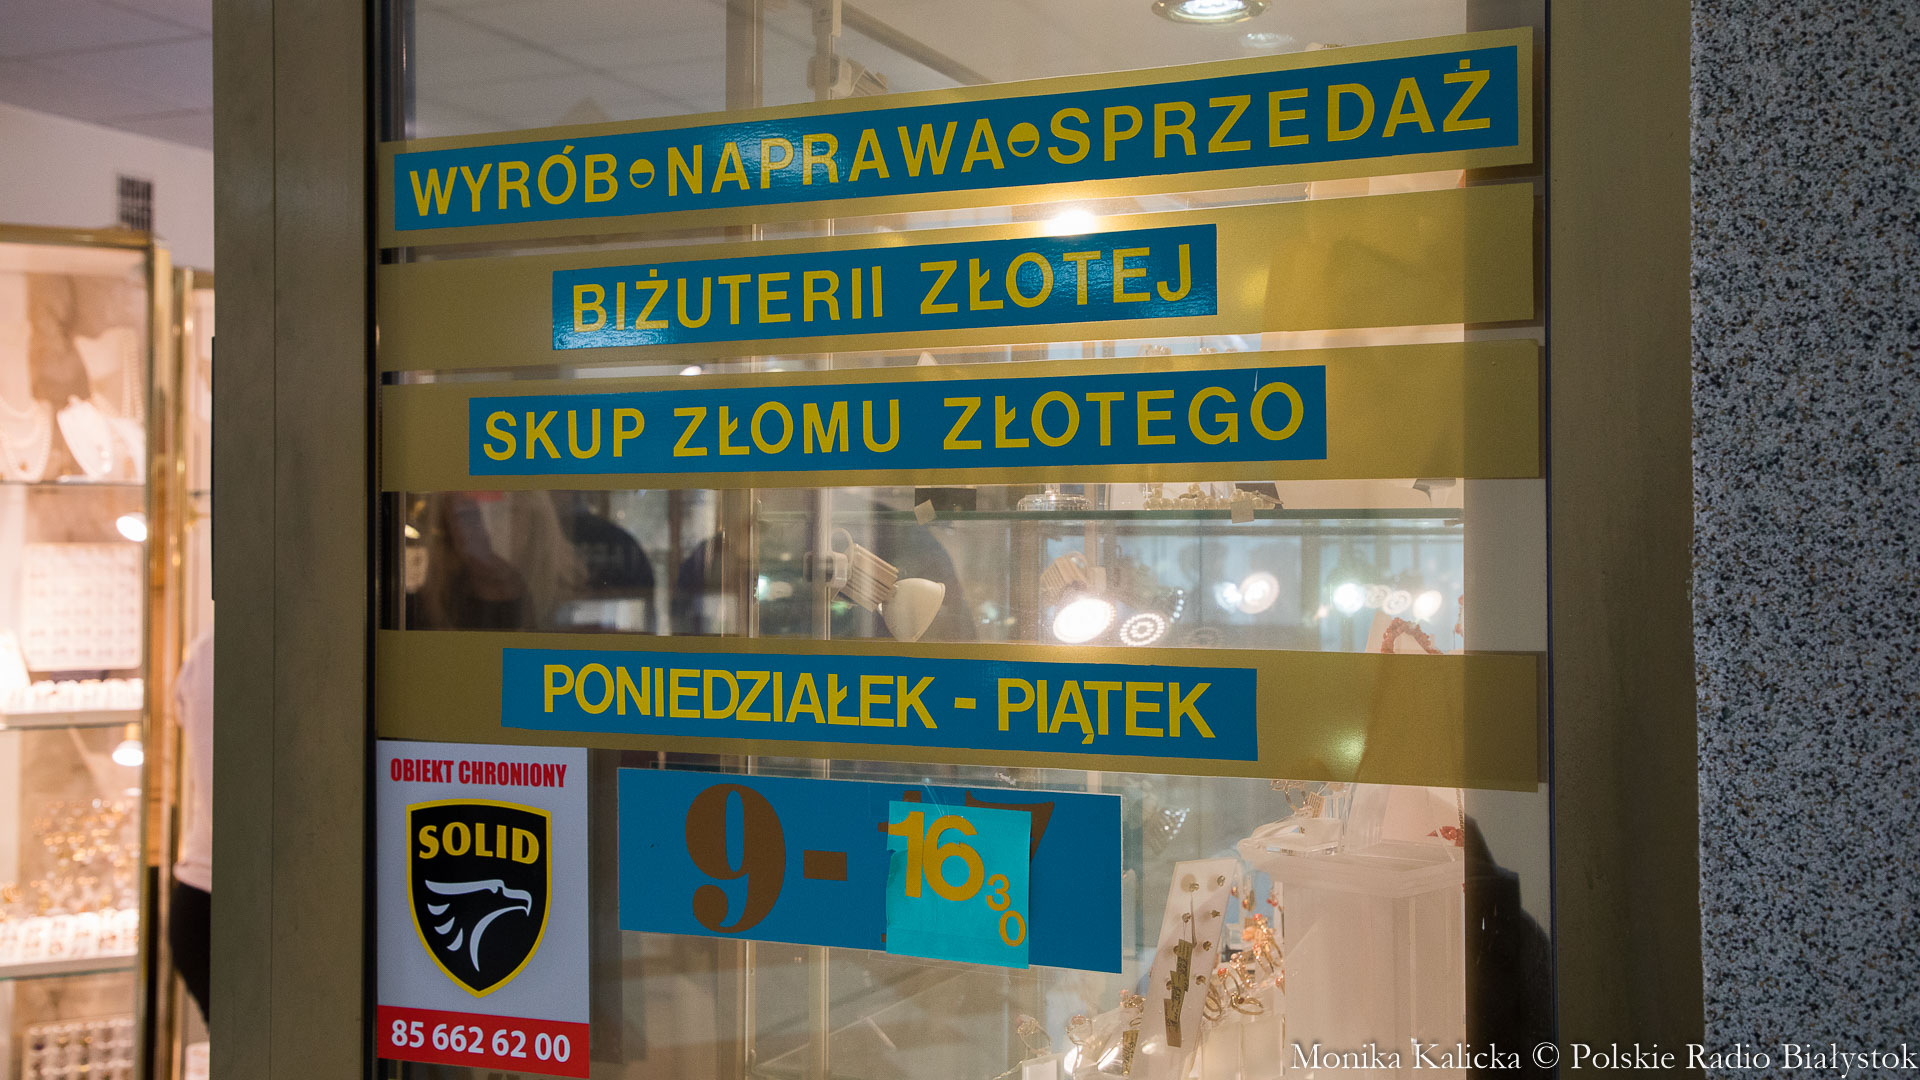 WYRÓB NAPRAWA SPRZEDAŻ
BIŻUTERII ZŁOTEJ
SKUP ZŁOMU ZŁOTEGO
PONIEDZIAŁEK - PIĄTEK
9 - 16 30
OBIEKT CHRONIONY
SOLID
85 662 62 00
Monika Kalicka © Polskie Radio Białystok